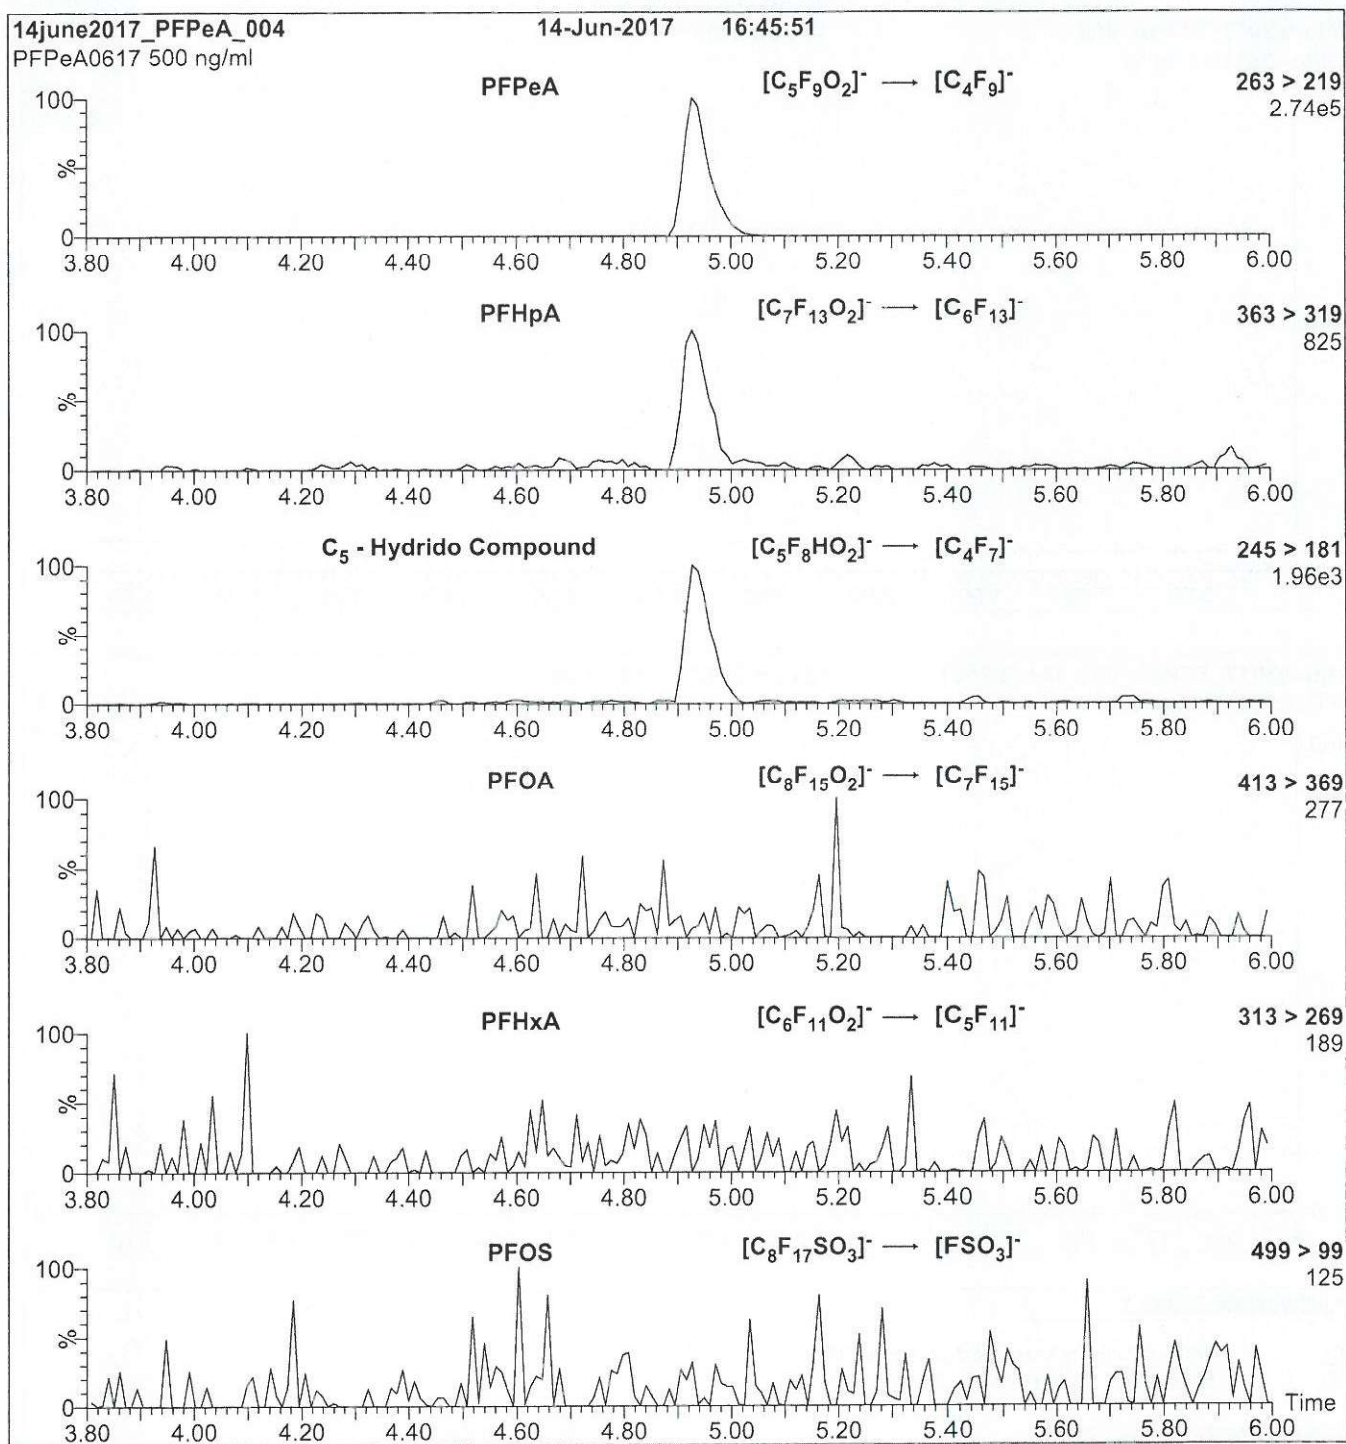 14june2017_PFPeA_004 14-Jun-2017 16:45:51
PFPeA0617 500 ng/ml
PFPeA [C₅F₉O₂]⁻ → [C₄F₉]⁻ 263 > 219
2.74e5
100
%
0
3.80 4.00 4.20 4.40 4.60 4.80 5.00 5.20 5.40 5.60 5.80 6.00
PFHpA [C₇F₁₃O₂]⁻ → [C₆F₁₃]⁻ 363 > 319
825
100
%
0
3.80 4.00 4.20 4.40 4.60 4.80 5.00 5.20 5.40 5.60 5.80 6.00
C₅ - Hydrido Compound [C₅F₈HO₂]⁻ → [C₄F₇]⁻ 245 > 181
1.96e3
100
%
0
3.80 4.00 4.20 4.40 4.60 4.80 5.00 5.20 5.40 5.60 5.80 6.00
PFOA [C₈F₁₅O₂]⁻ → [C₇F₁₅]⁻ 413 > 369
277
100
%
0
3.80 4.00 4.20 4.40 4.60 4.80 5.00 5.20 5.40 5.60 5.80 6.00
PFHxA [C₆F₁₁O₂]⁻ → [C₅F₁₁]⁻ 313 > 269
189
100
%
0
3.80 4.00 4.20 4.40 4.60 4.80 5.00 5.20 5.40 5.60 5.80 6.00
PFOS [C₈F₁₇SO₃]⁻ → [FSO₃]⁻ 499 > 99
125
100
%
0 Time
3.80 4.00 4.20 4.40 4.60 4.80 5.00 5.20 5.40 5.60 5.80 6.00